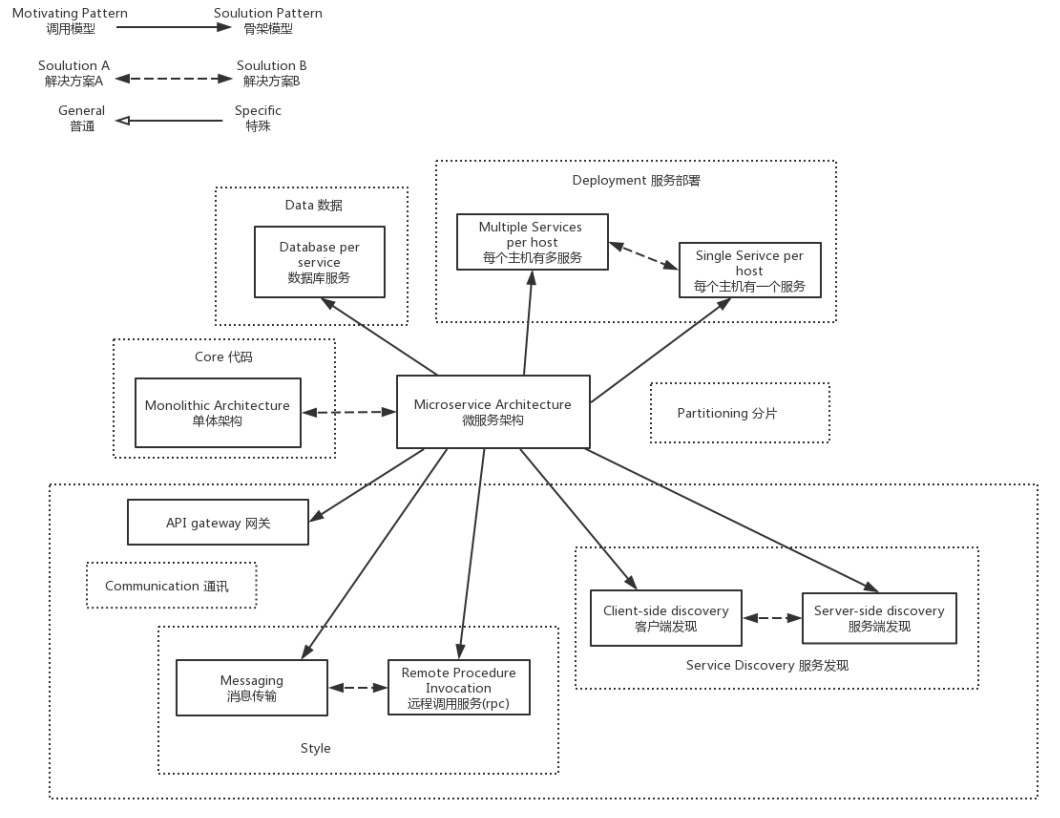 Motivating Pattern
调用模型
Soulution Pattern
骨架模型
Soulution A
解决方案A
Soulution B
解决方案B
General
普通
Specific
特殊
Deployment 服务部署
Data 数据
Multiple Services
per host
每个主机有多服务
Database per
service
数据库服务
Single Serivce per
host
每个主机有一个服务
Core 代码
Monolithic Architecture
单体架构
Microservice Architecture
微服务架构
Partitioning 分片
API gateway 网关
Communication 通讯
Client-side discovery
客户端发现
Server-side discovery
服务端发现
Service Discovery 服务发现
Messaging
消息传输
Remote Procedure
Invocation
远程调用服务(rpc)
Style